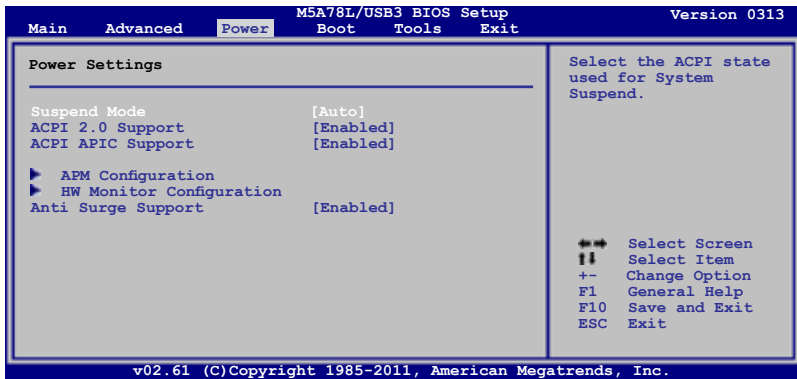 M5A78L/USB3 BIOS Setup Version 0313
Main Advanced Power Boot Tools Exit
Power Settings
Suspend Mode [Auto]
ACPI 2.0 Support [Enabled]
ACPI APIC Support [Enabled]
APM Configuration
HW Monitor Configuration
Anti Surge Support [Enabled]
Select the ACPI state
used for System
Suspend.
←→ Select Screen
↑↓ Select Item
+- Change Option
F1 General Help
F10 Save and Exit
ESC Exit
v02.61 (C)Copyright 1985-2011, American Megatrends, Inc.